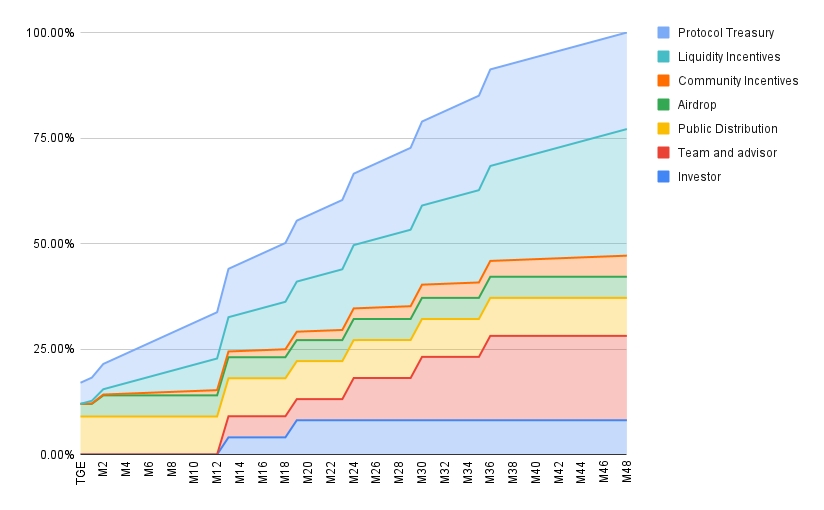 100.00%
75.00%
50.00%
25.00%
0.00%
TGE
M2
M4
M6
M8
M10
M12
M14
M16
M18
M20
M22
M24
M26
M28
M30
M32
M34
M36
M38
M40
M42
M44
M46
M48
Protocol Treasury
Liquidity Incentives
Community Incentives
Airdrop
Public Distribution
Team and advisor
Investor